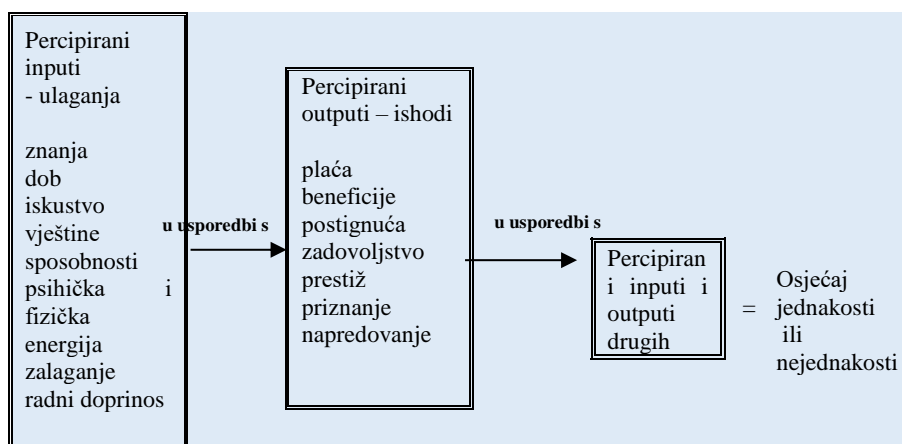 Percipirani
inputi
- ulaganja
znanja
dob
iskustvo
vještine
sposobnosti
psihička i
fizička
energija
zalaganje
radni doprinos
u usporedbi s
Percipirani
outputi – ishodi
plaća
beneficije
postignuća
zadovoljstvo
prestiž
priznanje
napredovanje
u usporedbi s
Percipiran
i inputi i
outputi
drugih
=
Osjećaj
jednakosti
ili
nejednakosti